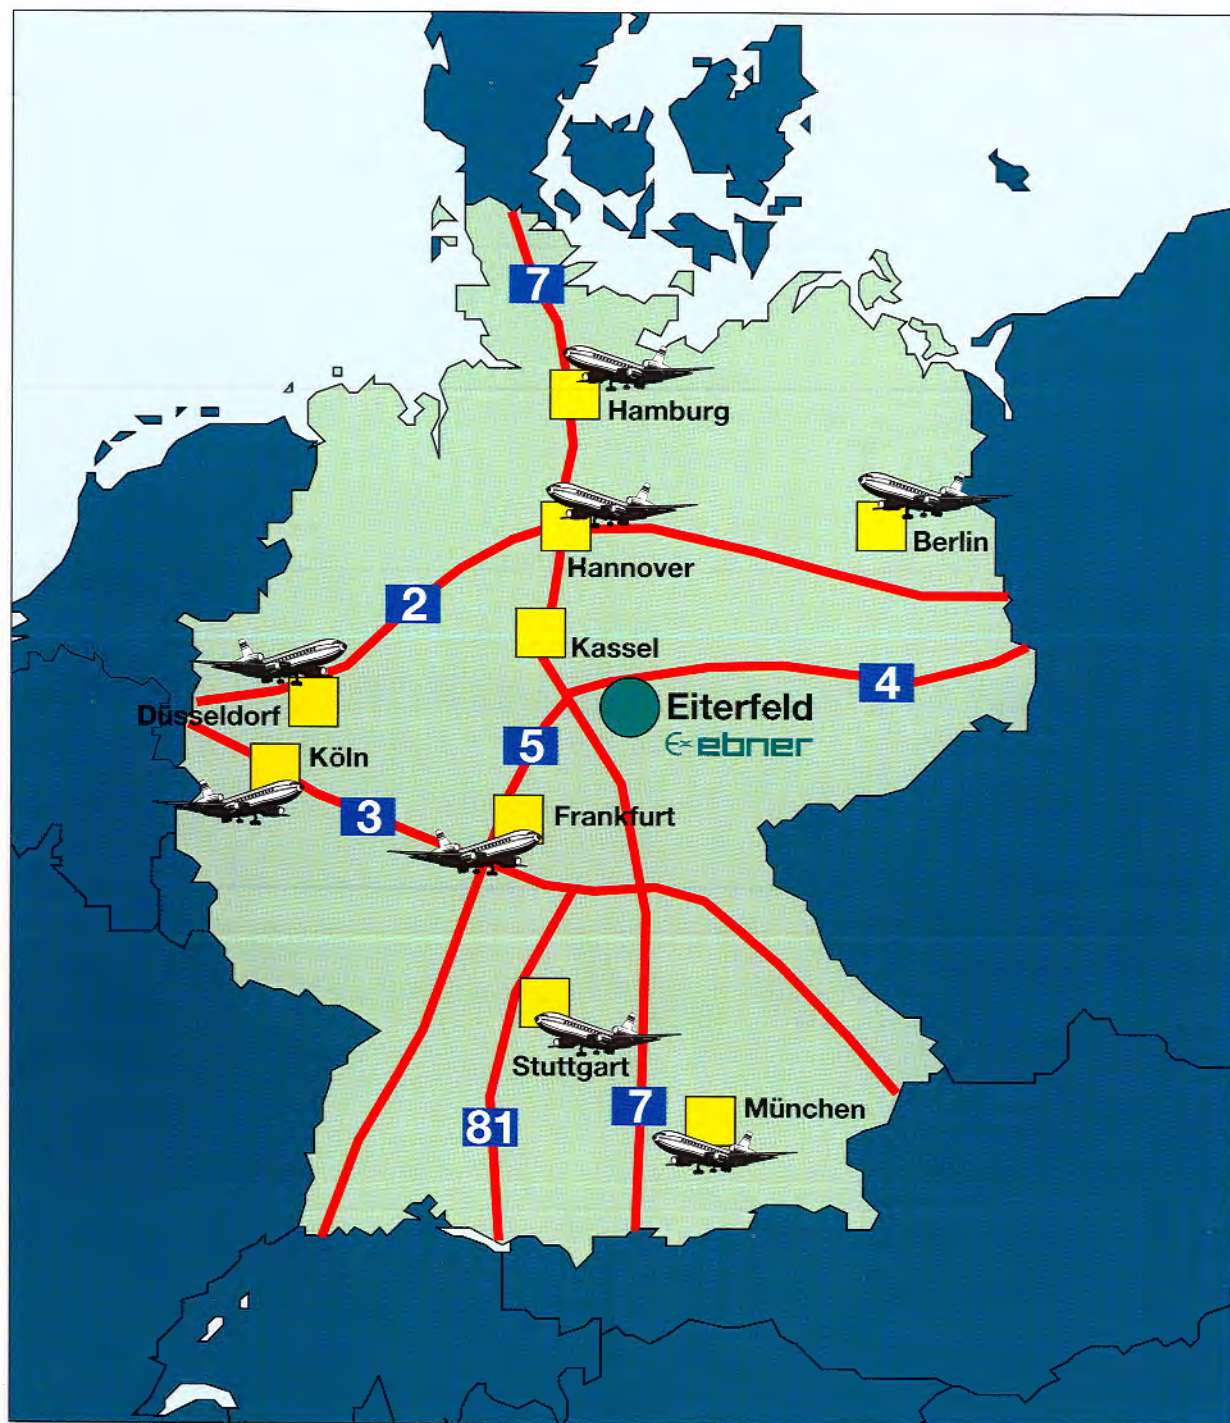 7
Hamburg
Berlin
Hannover
2
Kassel
4
Düsseldorf
Eiterfeld
ebner
5
Köln
3
Frankfurt
Stuttgart
81
7
München